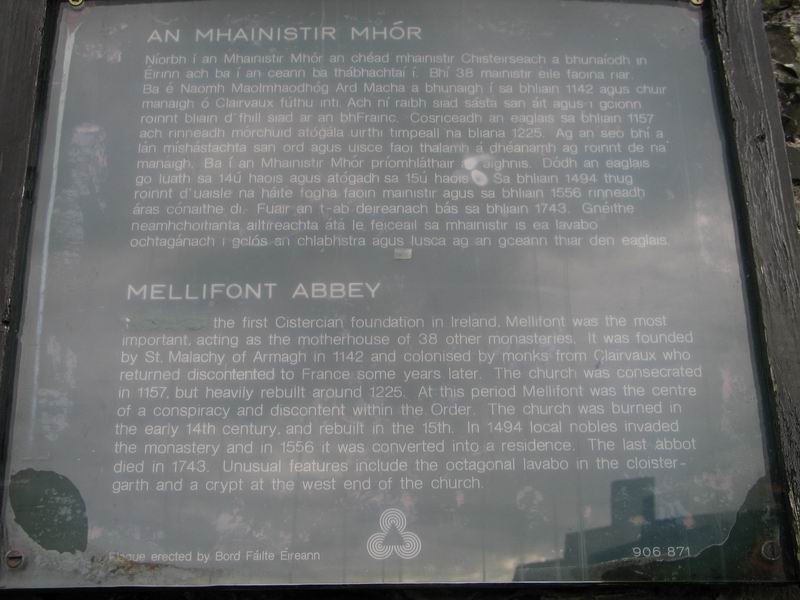 AN MHAINISTIR MHÓR
Níorbh í an Mhainistir Mhór an chéad mhainistir Chisteirseach a bhunaíodh in
Éirinn ach ba í an ceann ba thábhachtaí í. Bhí 38 mainistir eile faoina riar.
Ba é Naomh Maolmhaodhóg Ard Macha a bhunaigh í sa bhliain 1142 agus chuir
manaigh ó Clairvaux fúthu inti. Ach ní raibh siad sásta san áit agus i gcionn
roinnt bliain d'fhill siad ar an bhFrainc. Coisriceadh an eaglais sa bhliain 1157
ach rinneadh mórchuid atógála uirthi timpeall na bliana 1225. Ag an seo bhí a
lán míshástachta san ord agus uisce faoi thalamh á dhéanamh ag roinnt de na
manaigh. Ba í an Mhainistir Mhór príomhláthair Dódh an eaglais
go luath sa 14ú haois agus atógadh sa 15ú haois Sa bhliain 1494 thug
roinnt d'uaisle na háite fogha faoin mainistir agus sa bhliain 1556 rinneadh
áras cónaithe di. Fuair an t-ab deireanach bás sa bhliain 1743. Gnéithe
neamhchoitianta ailtireachta atá le feiceáil sa mhainistir is ea lavabo
ochtagánach i gclós an chlabhstra agus lusca ag an gceann thiar den eaglais.
MELLIFONT ABBEY
the first Cistercian foundation in Ireland, Mellifont was the most
important, acting as the motherhouse of 38 other monasteries. It was founded
by St. Malachy of Armagh in 1142 and colonised by monks from Clairvaux who
returned discontented to France some years later. The church was consecrated
in 1157, but heavily rebuilt around 1225. At this period Mellifont was the centre
of a conspiracy and discontent within the Order. The church was burned in
the early 14th century, and rebuilt in the 15th. In 1494 local nobles invaded
the monastery and in 1556 it was converted into a residence. The last abbot
died in 1743. Unusual features include the octagonal lavabo in the cloister-
garth and a crypt at the west end of the church.
Plaque erected by Bord Fáilte Éireann
906 871